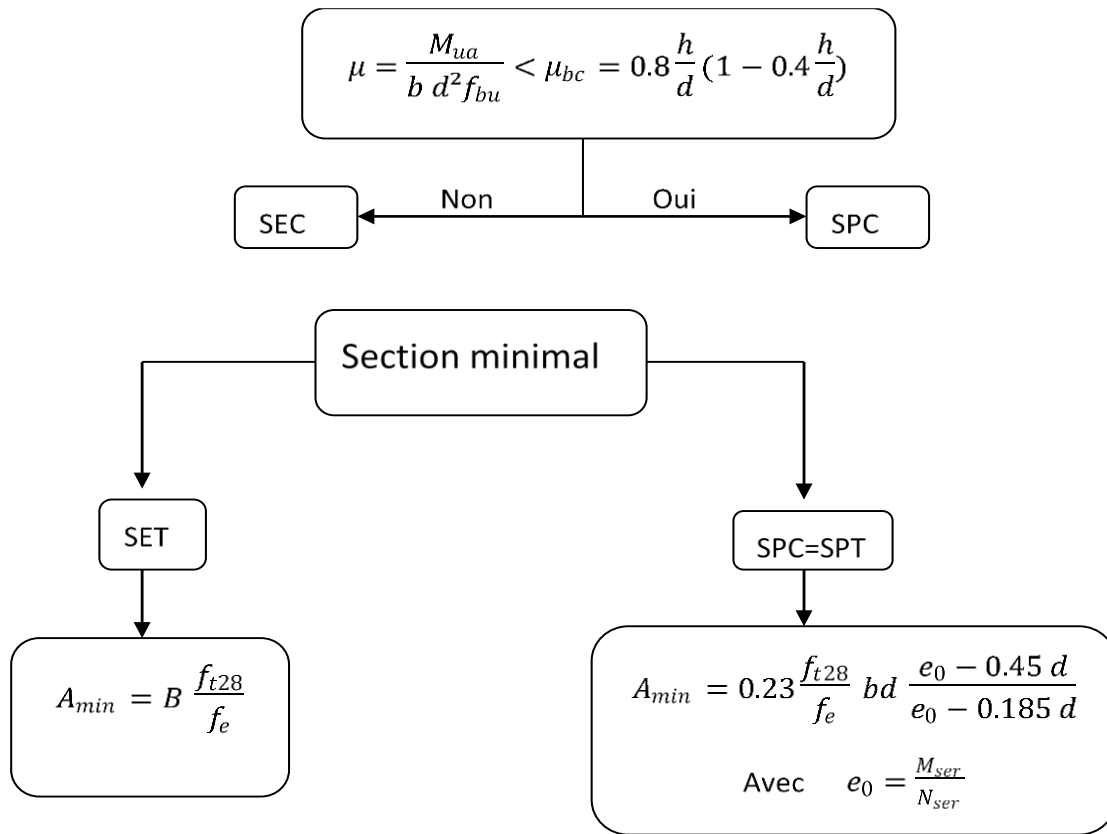 μ = M_ua / (b d² f_bu) < μ_bc = 0.8 h/d (1 − 0.4 h/d)
Non Oui
SEC SPC
Section minimal
SET SPC=SPT
A_min = B f_t28 / f_e
A_min = 0.23 f_t28 / f_e bd (e_0 − 0.45 d) / (e_0 − 0.185 d)
Avec e_0 = M_ser / N_ser